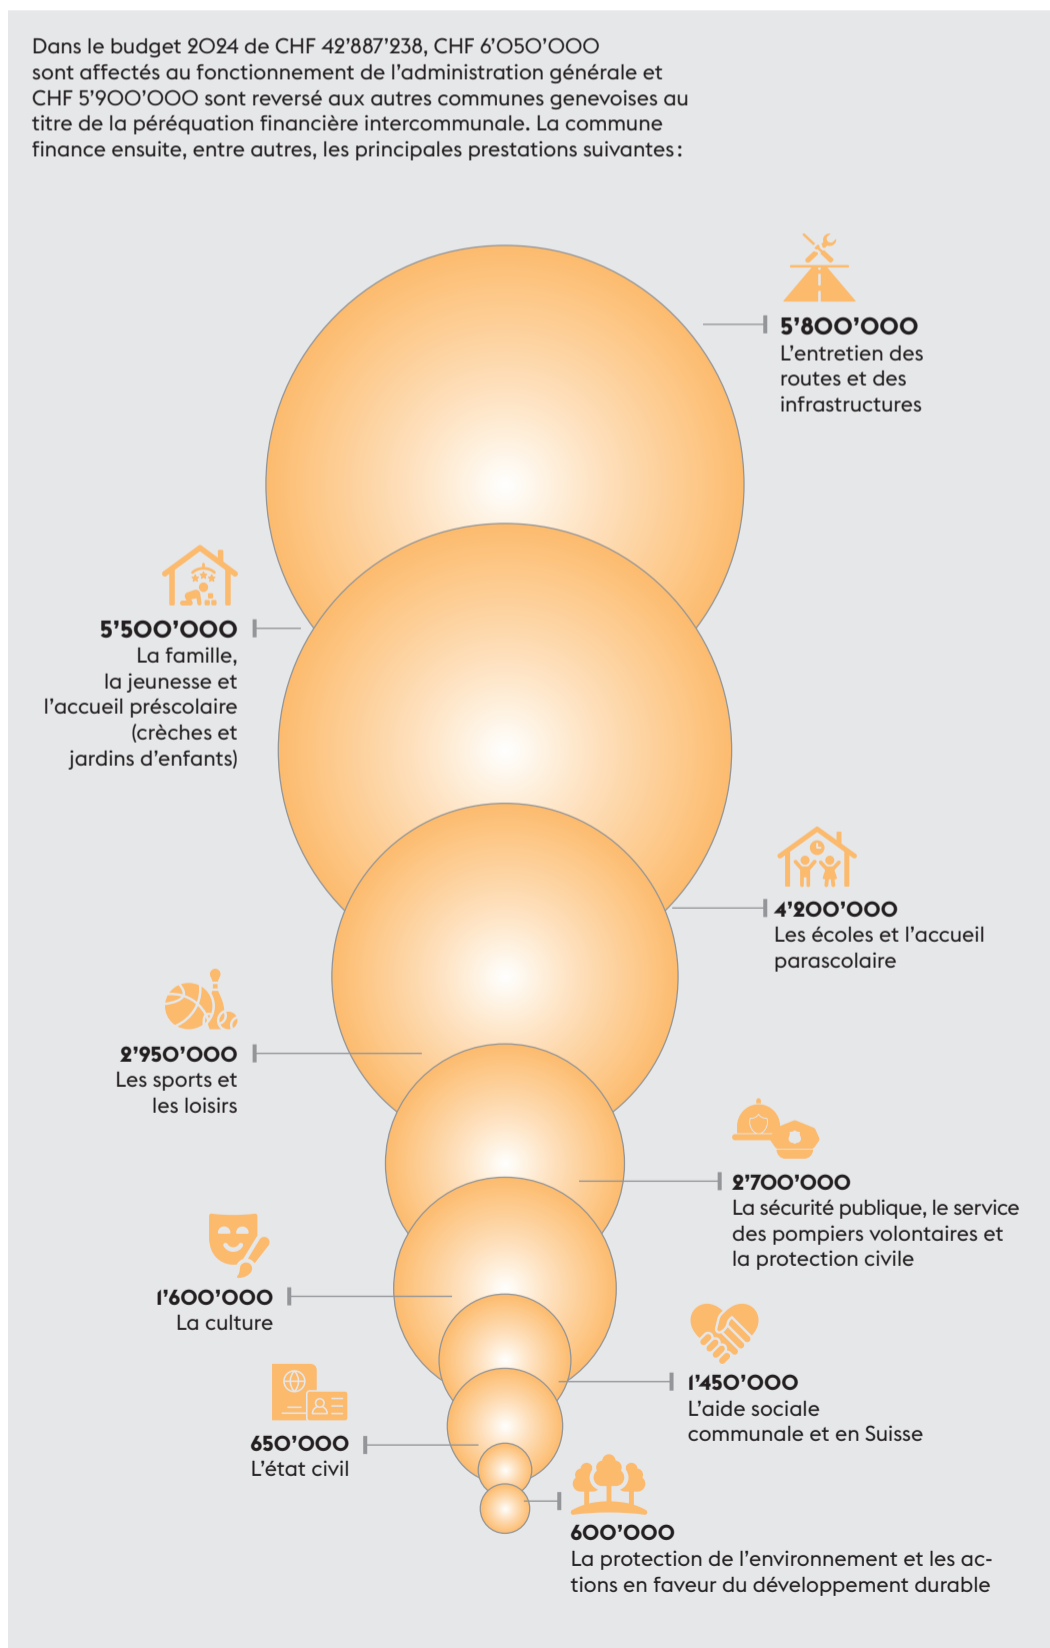 Dans le budget 2024 de CHF 42’887’238, CHF 6’050’000
sont affectés au fonctionnement de l’administration générale et
CHF 5’900’000 sont reversé aux autres communes genevoises au
titre de la péréquation financière intercommunale. La commune
finance ensuite, entre autres, les principales prestations suivantes :
5’800’000
L’entretien des
routes et des
infrastructures
5’500’000
La famille,
la jeunesse et
l’accueil préscolaire
(crèches et
jardins d’enfants)
4’200’000
Les écoles et l’accueil
parascolaire
2’950’000
Les sports et
les loisirs
2’700’000
La sécurité publique, le service
des pompiers volontaires et
la protection civile
1’600’000
La culture
1’450’000
L’aide sociale
communale et en Suisse
650’000
L’état civil
600’000
La protection de l’environnement et les ac-
tions en faveur du développement durable